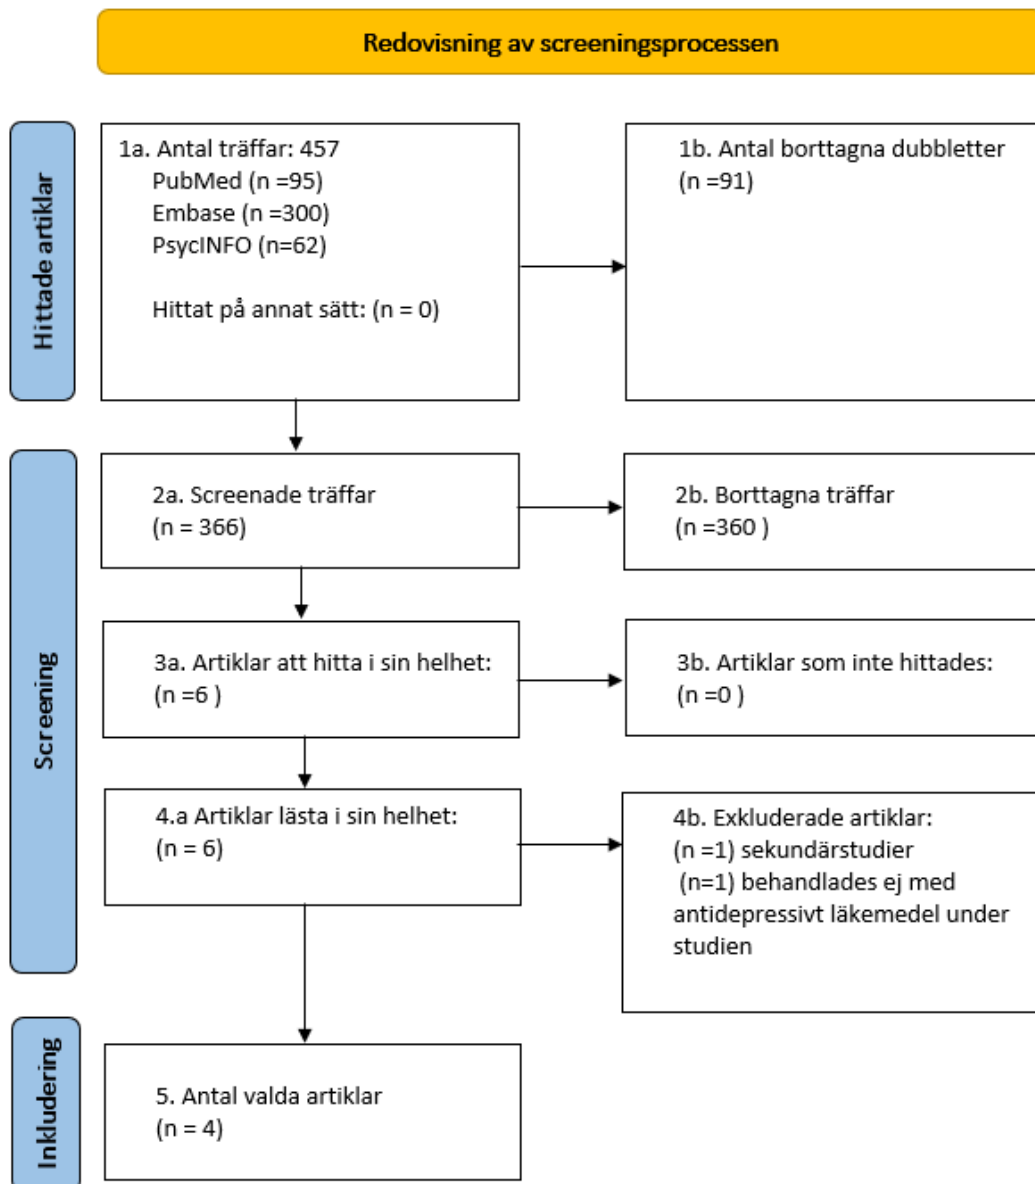 Redovisning av screeningsprocessen
Hittade artiklar
1a. Antal träffar: 457
PubMed (n =95)
Embase (n =300)
PsycINFO (n=62)
Hittat på annat sätt: (n = 0)
1b. Antal borttagna dubbletter
(n =91)
Screening
2a. Screenade träffar
(n = 366)
2b. Borttagna träffar
(n =360 )
3a. Artiklar att hitta i sin helhet:
(n =6 )
3b. Artiklar som inte hittades:
(n =0 )
4.a Artiklar lästa i sin helhet:
(n = 6)
4b. Exkluderade artiklar:
(n =1) sekundärstudier
(n=1) behandlades ej med
antidepressivt läkemedel under
studien
Inkludering
5. Antal valda artiklar
(n = 4)